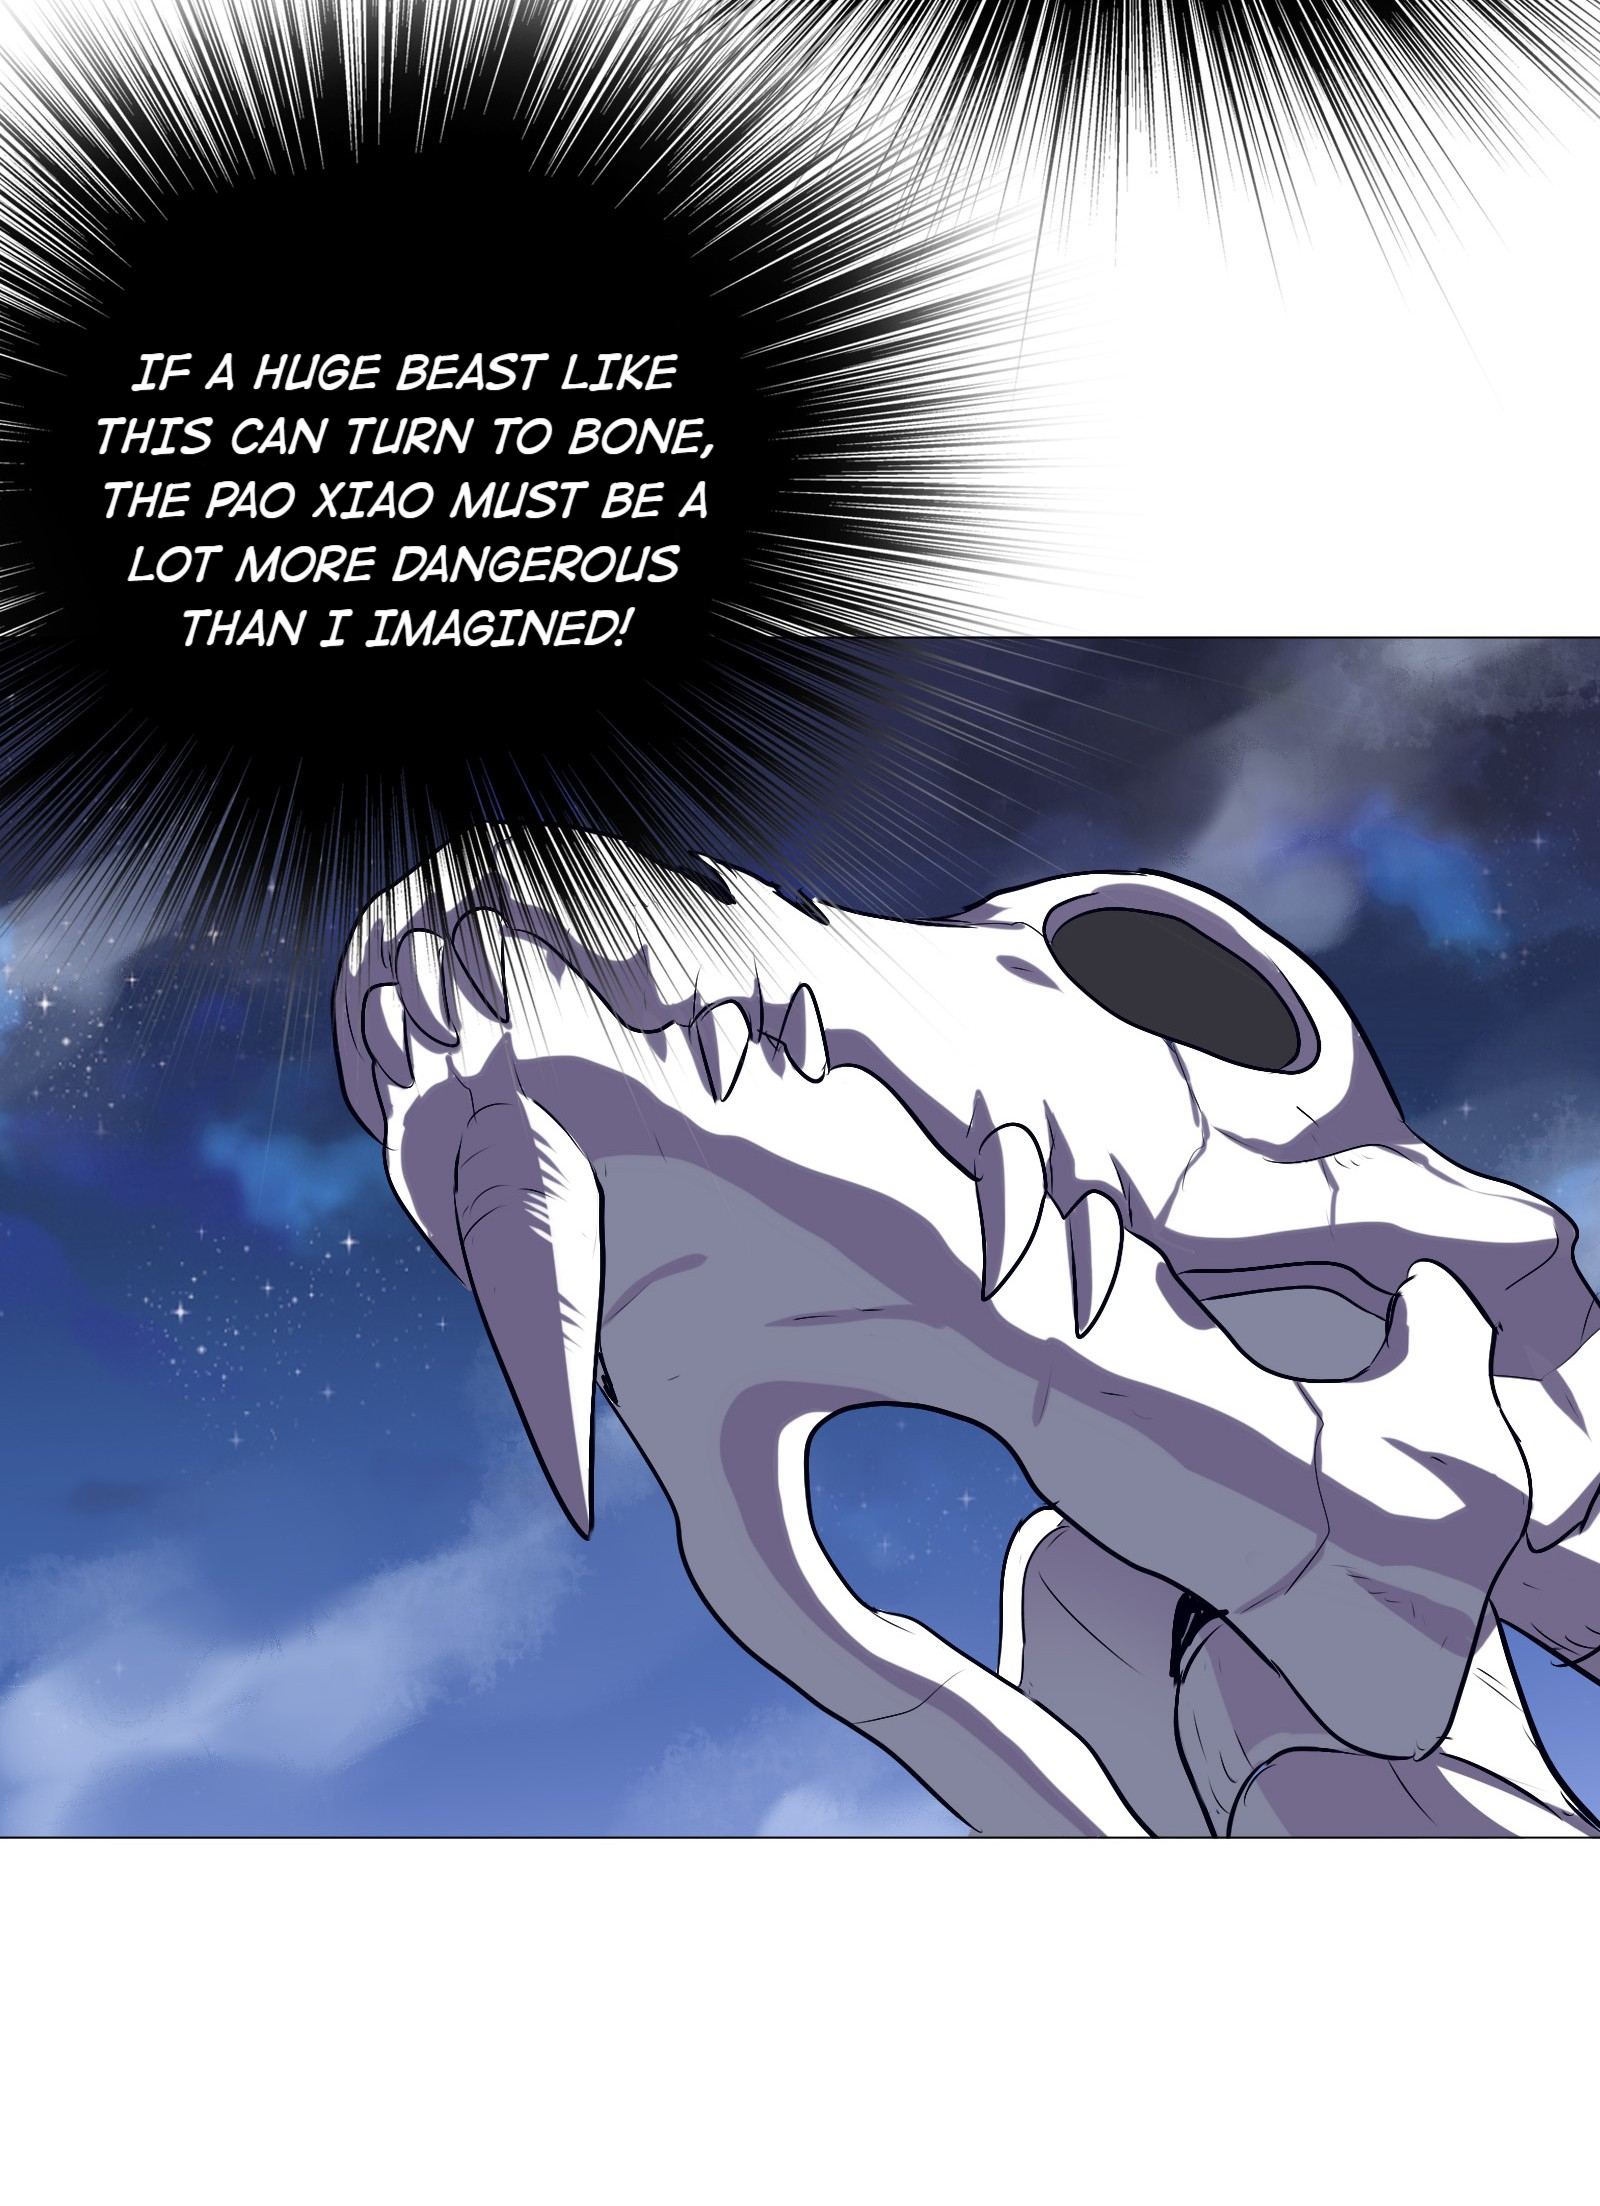 IF A HUGE BEAST LIKE
THIS CAN TURN TO BONE,
THE PAO XIAO MUST BE A
LOT MORE DANGEROUS
THAN I IMAGINED!